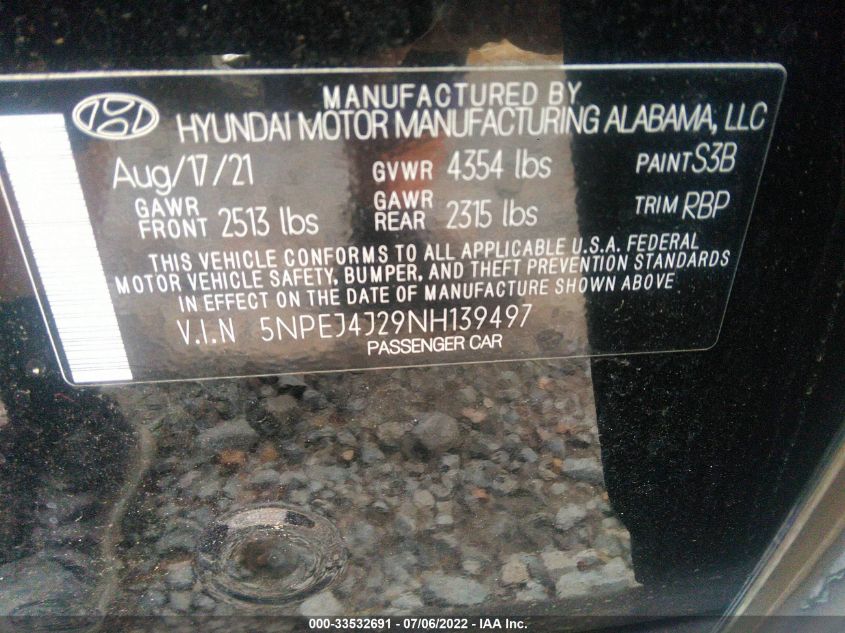 MANUFACTURED BY
HYUNDAI MOTOR MANUFACTURING ALABAMA, LLC
Aug/17/21 GVWR 4354 lbs PAINT S3B
GAWR FRONT 2513 lbs GAWR REAR 2315 lbs TRIM RBP
THIS VEHICLE CONFORMS TO ALL APPLICABLE U.S.A. FEDERAL
MOTOR VEHICLE SAFETY, BUMPER, AND THEFT PREVENTION STANDARDS
IN EFFECT ON THE DATE OF MANUFACTURE SHOWN ABOVE
V.I.N 5NPEJ4J29NH139497
PASSENGER CAR
000-33532691 - 07/06/2022 - IAA Inc.